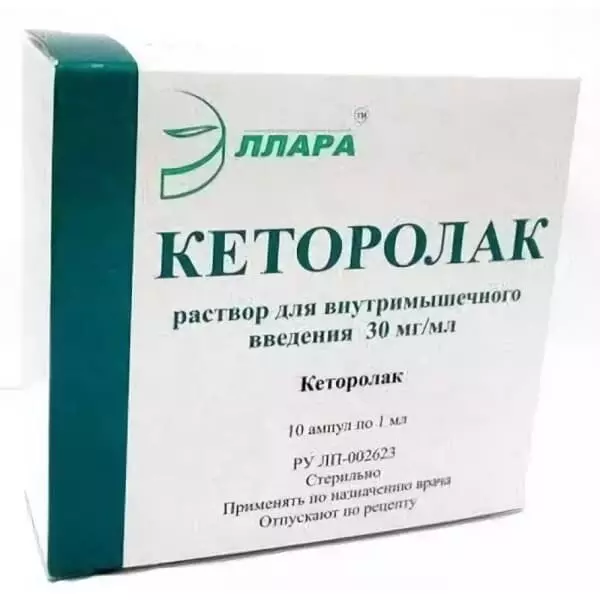 ЭЛЛАРА
КЕТОРОЛАК
раствор для внутримышечного
введения 30 мг/мл
Кеторолак
10 ампул по 1 мл
РУ ЛП-002623
Стерильно
Применять по назначению врача
Отпускают по рецепту